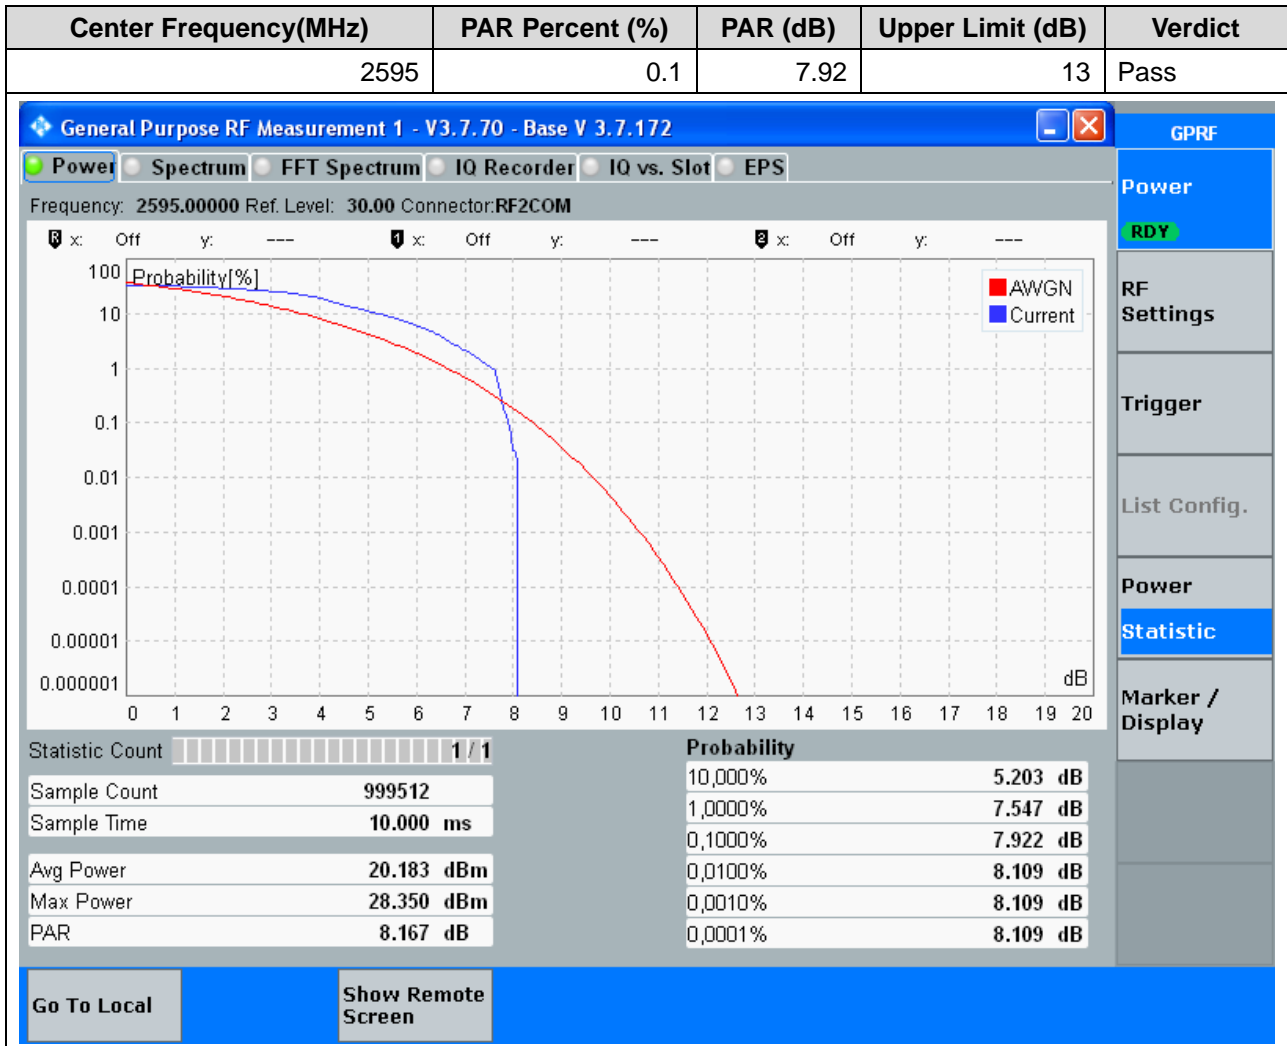 Center Frequency(MHz) PAR Percent (%) PAR (dB) Upper Limit (dB) Verdict
2595 0.1 7.92 13 Pass
General Purpose RF Measurement 1 - V3.7.70 - Base V 3.7.172
GPRF
Power Spectrum FFT Spectrum IQ Recorder IQ vs. Slot EPS
Frequency: 2595.00000 Ref. Level: 30.00 Connector:RF2COM
R x: Off y: --- 1 x: Off y: --- 2 x: Off y: ---
Probability[%]
100
10
1
0.1
0.01
0.001
0.0001
0.00001
0.000001
AWGN
Current
dB
0 1 2 3 4 5 6 7 8 9 10 11 12 13 14 15 16 17 18 19 20
Statistic Count 1 / 1
Sample Count 999512
Sample Time 10.000 ms
Avg Power 20.183 dBm
Max Power 28.350 dBm
PAR 8.167 dB
Probability
10,000% 5.203 dB
1,0000% 7.547 dB
0,1000% 7.922 dB
0,0100% 8.109 dB
0,0010% 8.109 dB
0,0001% 8.109 dB
Power
RDY
RF
Settings
Trigger
List Config.
Power
Statistic
Marker /
Display
Go To Local
Show Remote
Screen